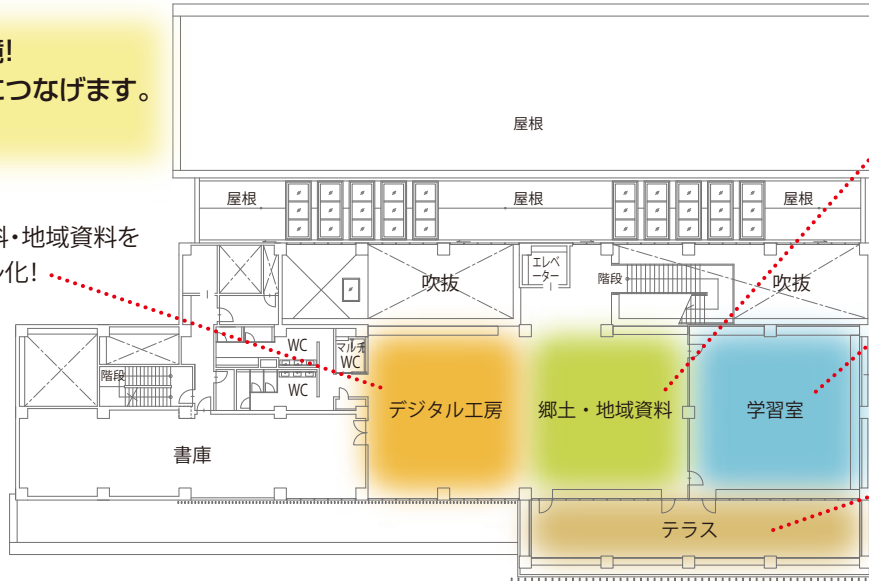 !
つなげます。
・地域資料を
化!
屋根
屋根
屋根
屋根
吹抜
エレベ
ーター
階段
吹抜
WC
マルチ
WC
WC
階段
デジタル工房
郷土・地域資料
学習室
書庫
テラス